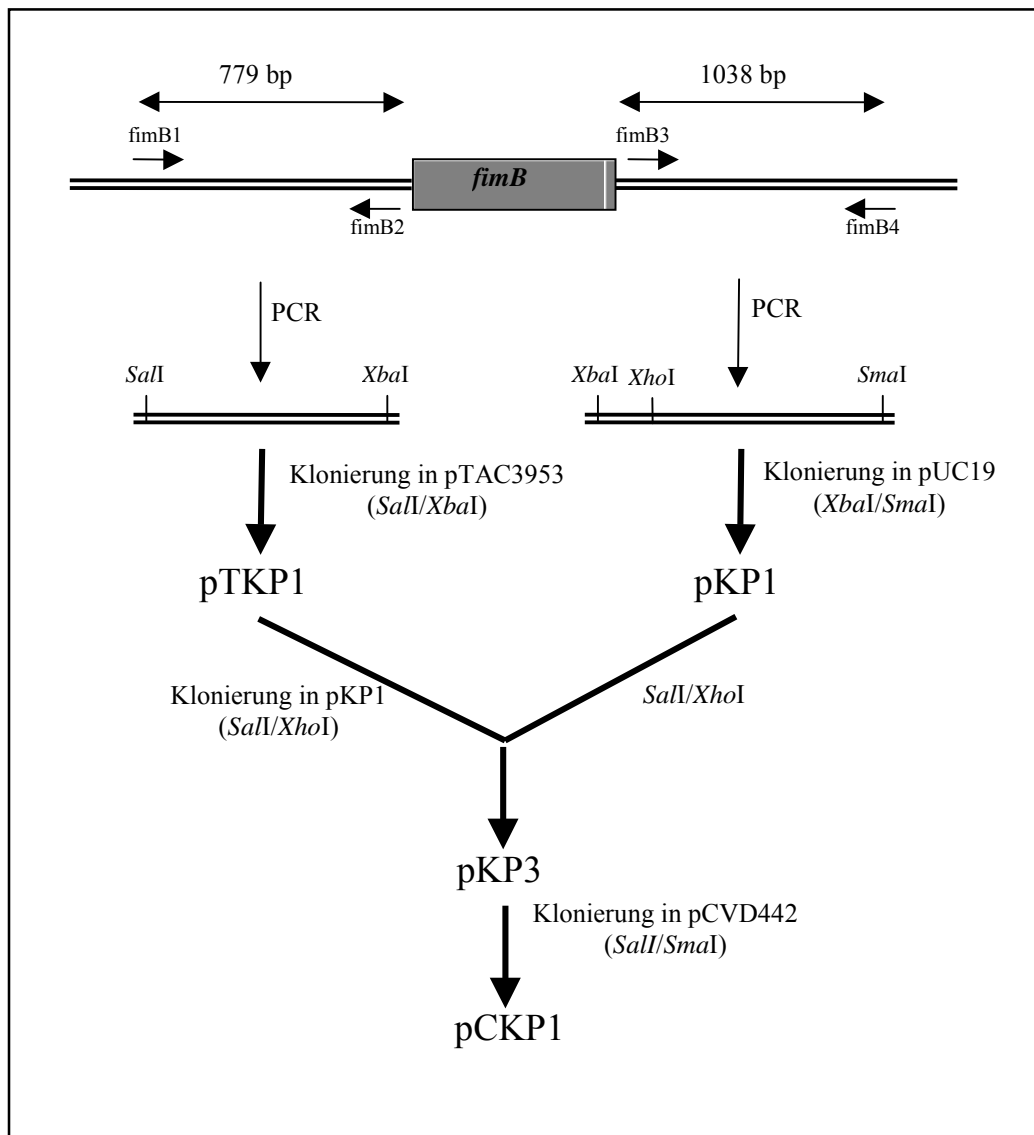 779 bp
1038 bp
fimB1
fimB3
fimB
fimB2
fimB4
PCR
PCR
SalI
XbaI
XbaI
XhoI
SmaI
Klonierung in pTAC3953
(SalI/XbaI)
Klonierung in pUC19
(XbaI/SmaI)
pTKP1
pKP1
Klonierung in pKP1
(SalI/XhoI)
SalI/XhoI
pKP3
Klonierung in pCVD442
(SalI/SmaI)
pCKP1